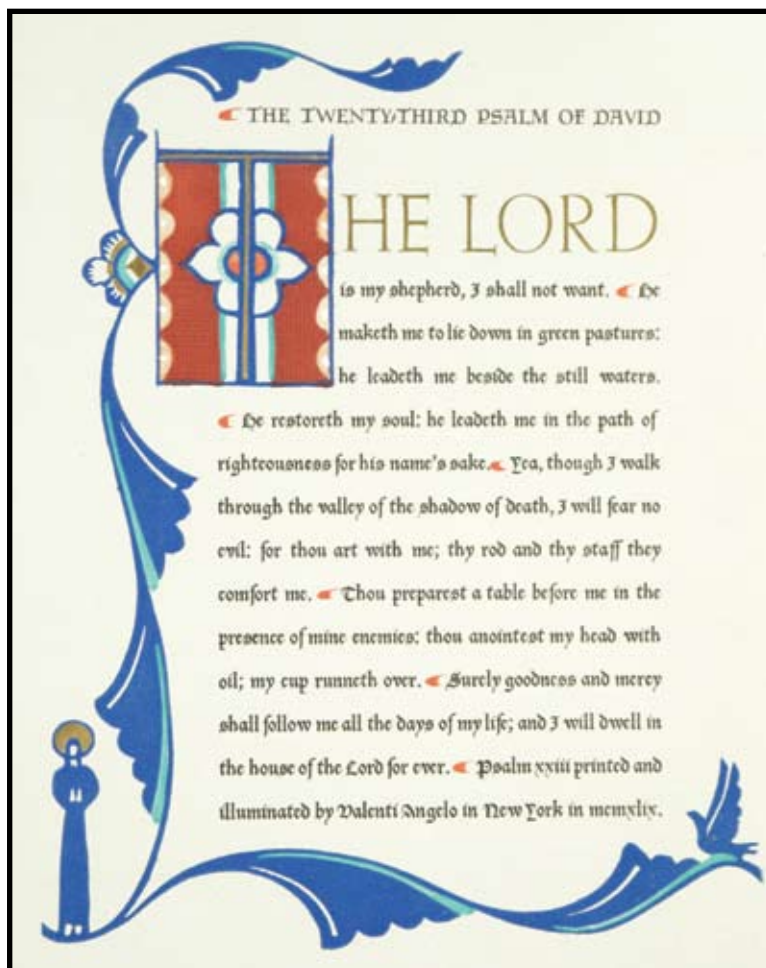 THE TWENTY-THIRD PSALM OF DAVID
THE LORD
is my shepherd, I shall not want. He
maketh me to lie down in green pastures:
he leadeth me beside the still waters.
He restoreth my soul: he leadeth me in the path of
righteousness for his name's sake. Yea, though I walk
through the valley of the shadow of death, I will fear no
evil: for thou art with me; thy rod and thy staff they
comfort me. Thou preparest a table before me in the
presence of mine enemies: thou anointest my head with
oil; my cup runneth over. Surely goodness and mercy
shall follow me all the days of my life; and I will dwell in
the house of the Lord for ever. Psalm xxiii printed and
illuminated by Valenti Angelo in New York in mcmxlix.